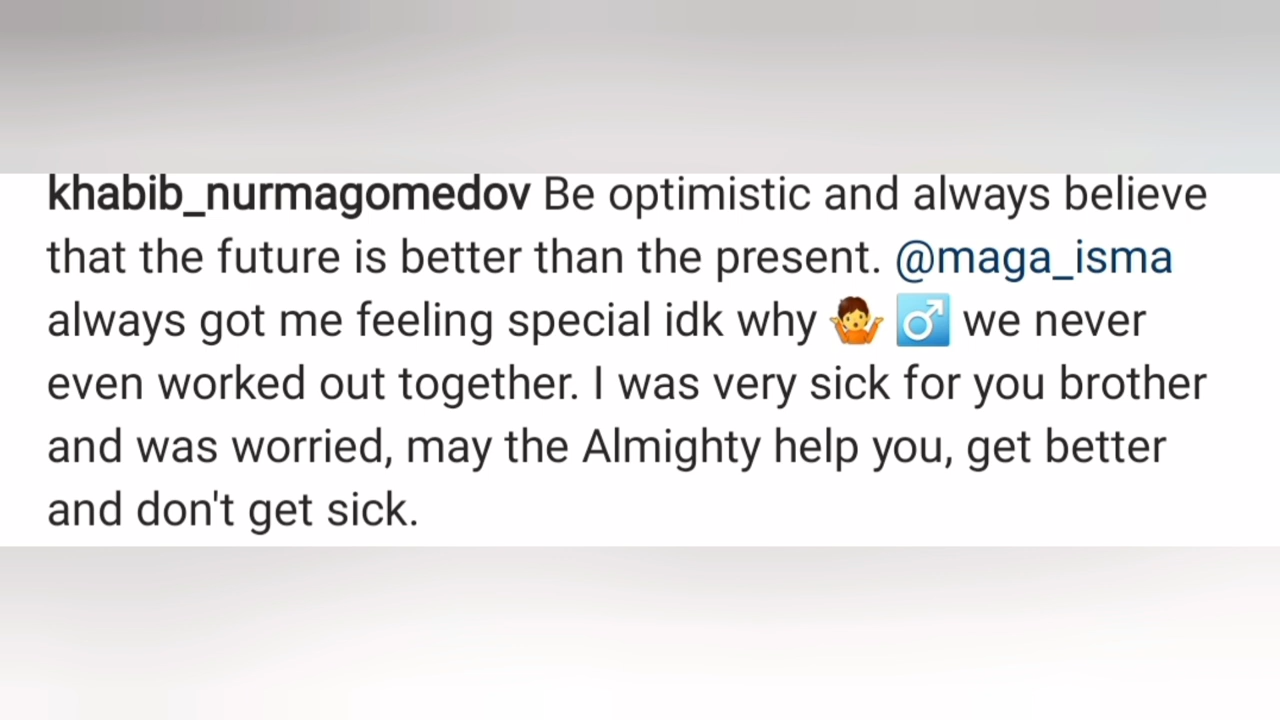 khabib_nurmagomedov Be optimistic and always believe
that the future is better than the present. @maga_isma
always got me feeling special idk why 🤷 ♂️ we never
even worked out together. I was very sick for you brother
and was worried, may the Almighty help you, get better
and don't get sick.